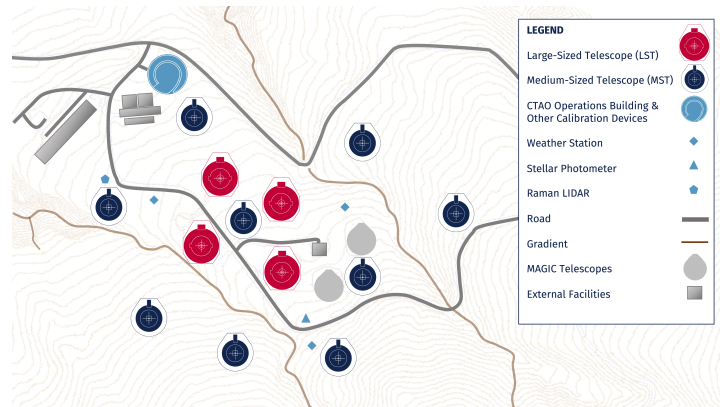 LEGEND
Large-Sized Telescope (LST)
Medium-Sized Telescope (MST)
CTAO Operations Building &
Other Calibration Devices
Weather Station
Stellar Photometer
Raman LIDAR
Road
Gradient
MAGIC Telescopes
External Facilities